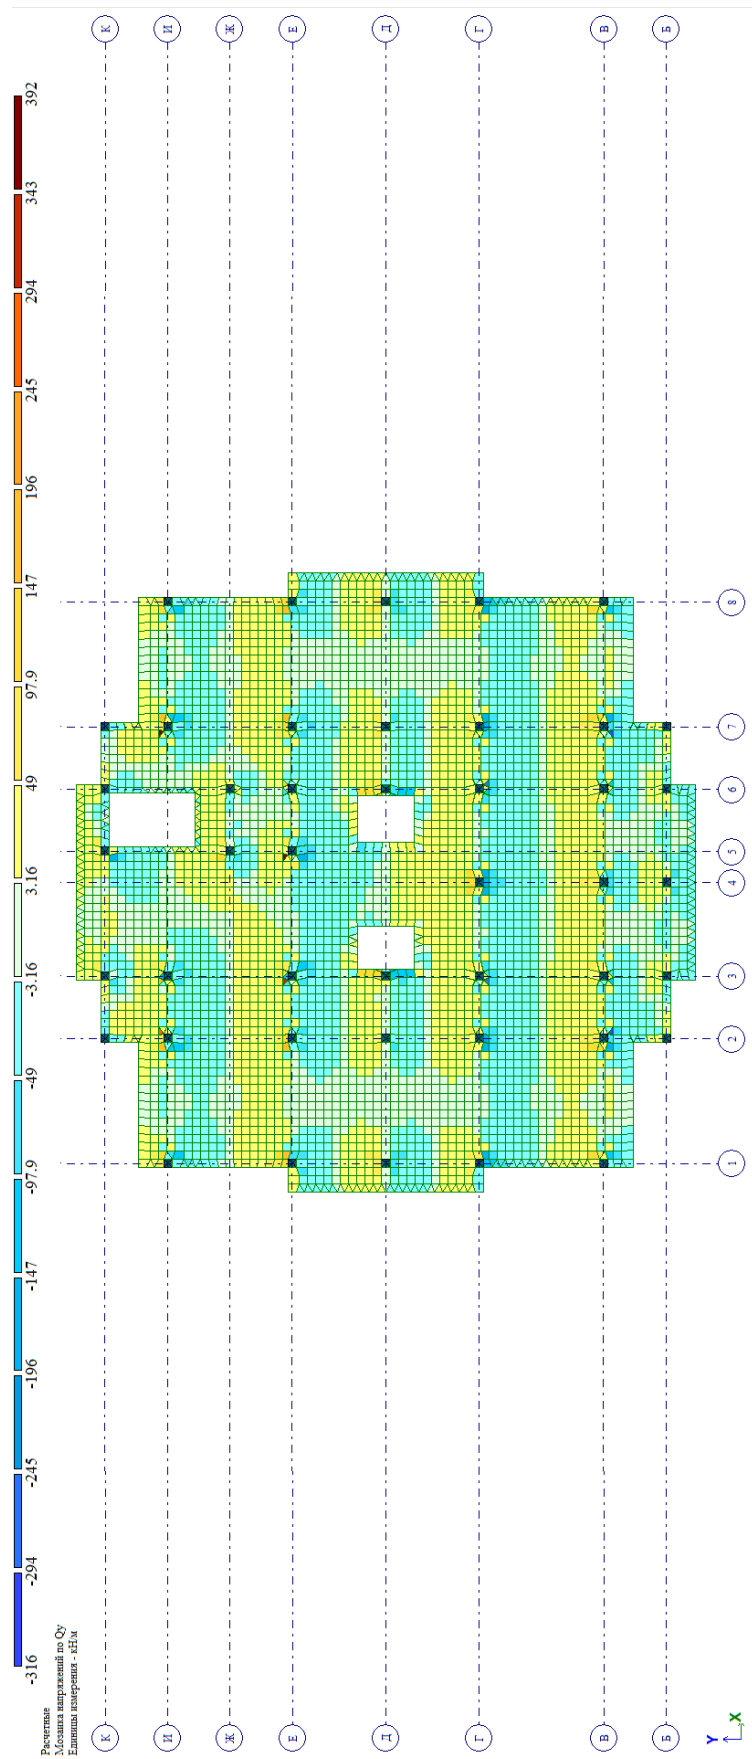 Расчетные
Мозаика напряжений по Qy
Единицы измерения - кН/м
-316 -294 -245 -196 -147 -97.9 -49 -3.16 3.16 49 97.9 147 196 245 294 343 392
К
И
Ж
Е
Д
Г
В
Б
К
И
Ж
Е
Д
Г
В
Б
1
2
3
4
5
6
7
8
Y
X